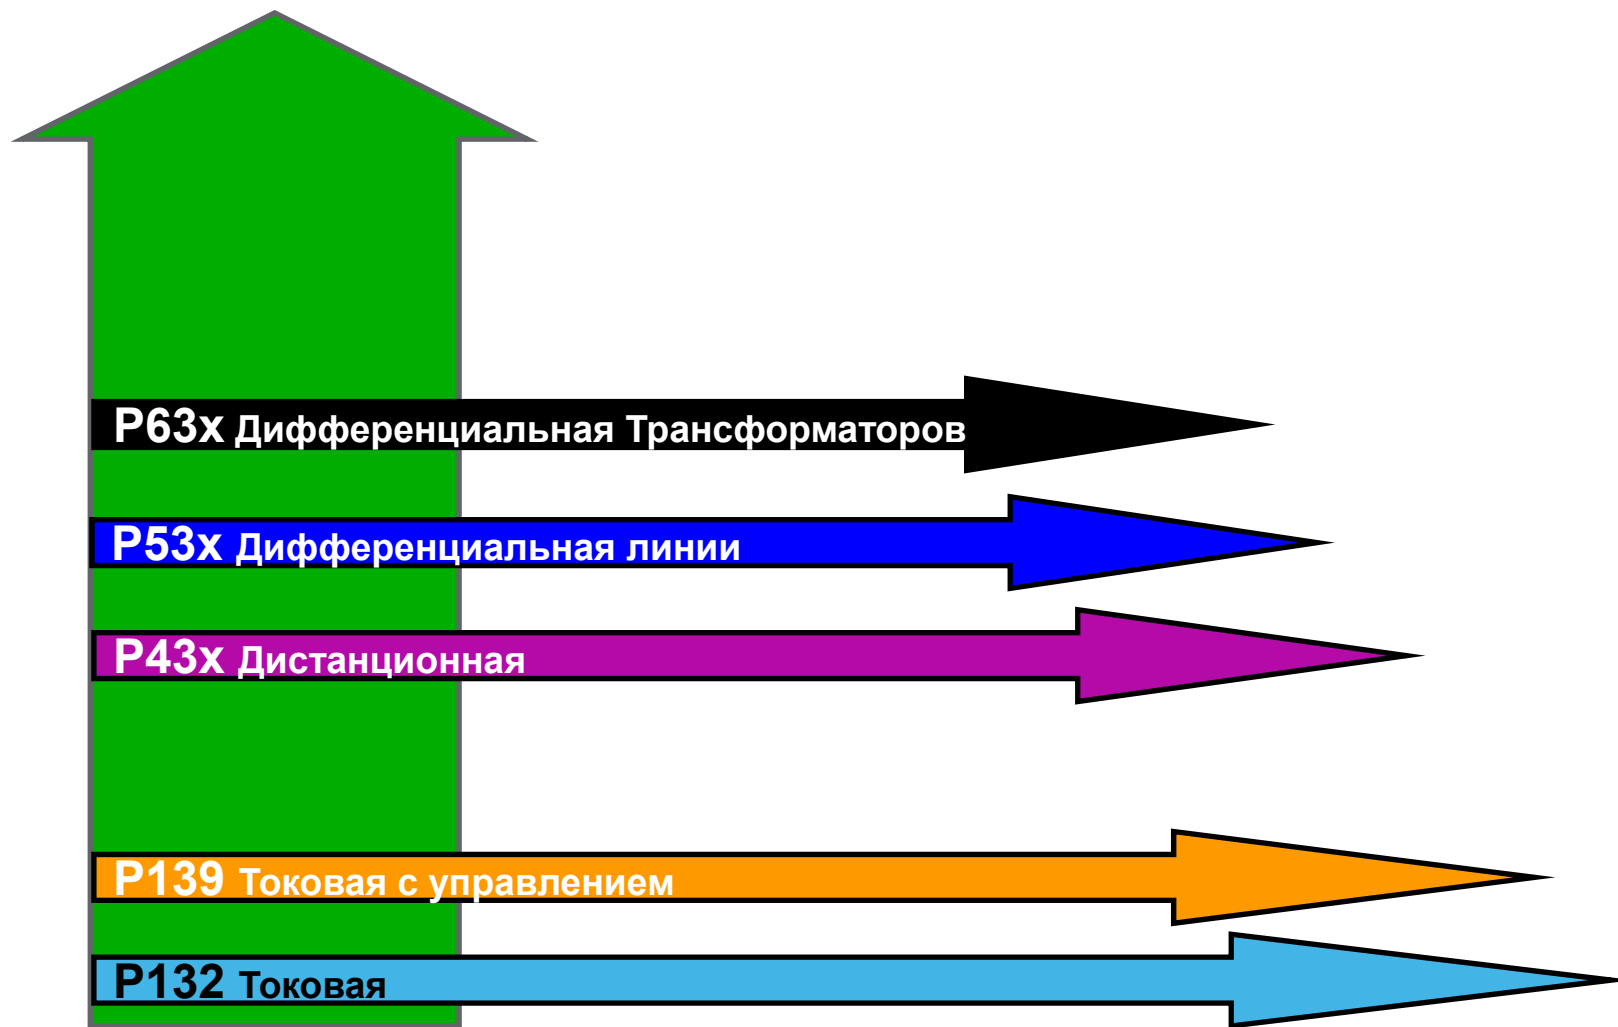 P63x Дифференциальная Трансформаторов
P53x Дифференциальная линии
P43x Дистанционная
P139 Токовая с управлением
P132 Токовая